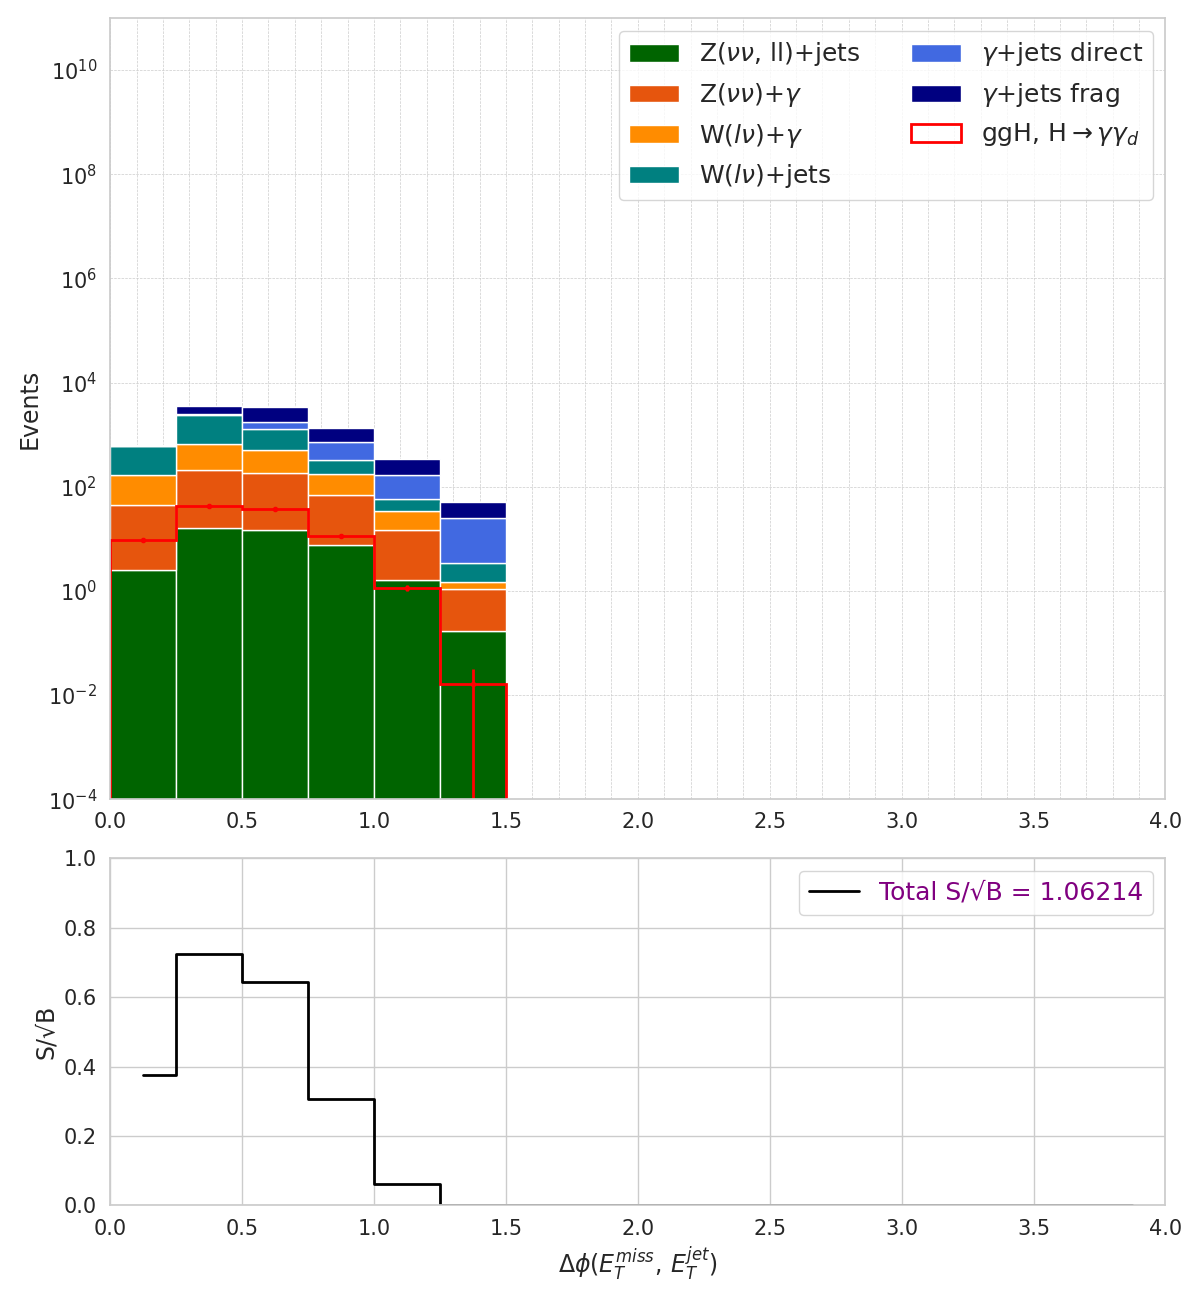 Events
10^10
10^8
10^6
10^4
10^2
10^0
10^−2
10^−4
Z(νν, ll)+jets
Z(νν)+γ
W(lν)+γ
W(lν)+jets
γ+jets direct
γ+jets frag
ggH, H→γγ_d
0.0 0.5 1.0 1.5 2.0 2.5 3.0 3.5 4.0
S/√B
1.0
0.8
0.6
0.4
0.2
0.0
Total S/√B = 1.06214
0.0 0.5 1.0 1.5 2.0 2.5 3.0 3.5 4.0
Δϕ(E_T^miss, E_T^jet)